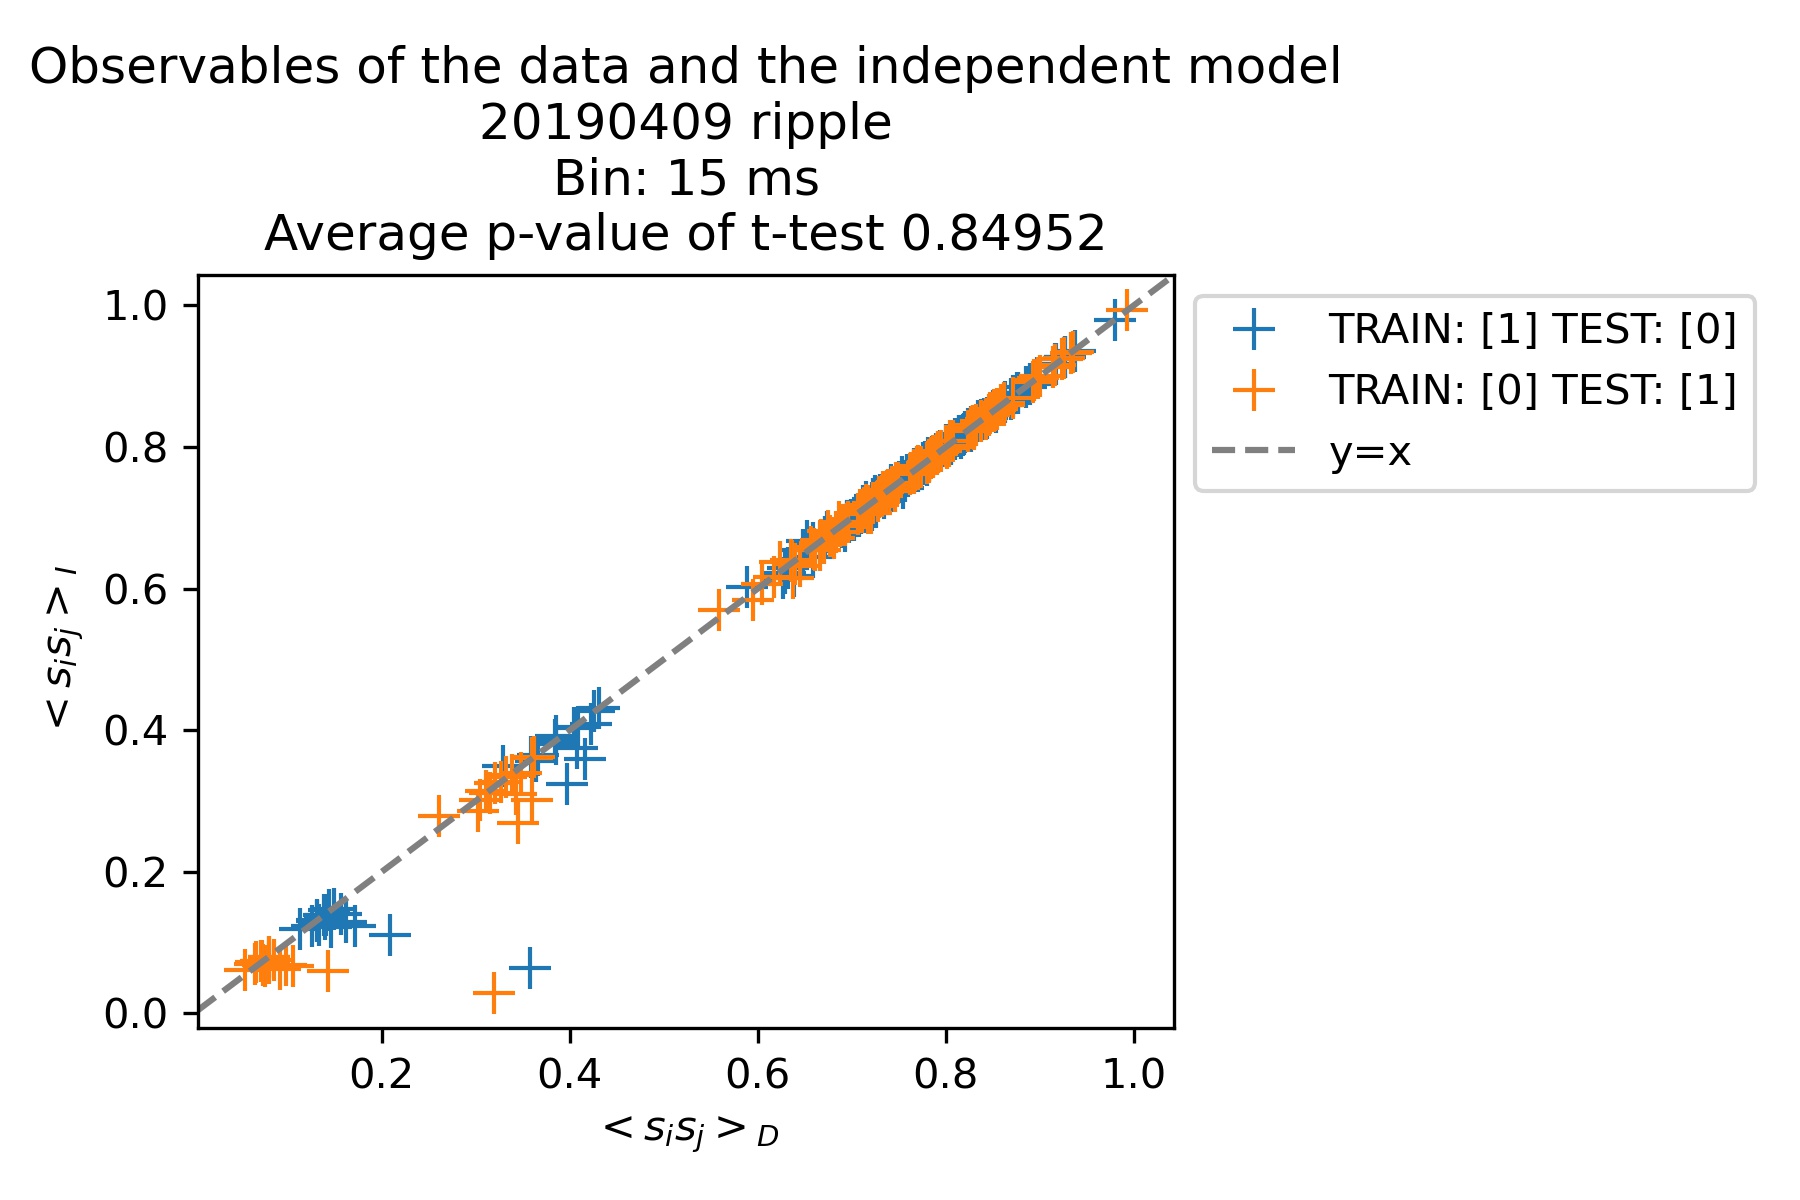 Observables of the data and the independent model
20190409 ripple
Bin: 15 ms
Average p-value of t-test 0.84952
1.0
0.8
0.6
0.4
0.2
0.0
< s_i s_j >_I
0.2 0.4 0.6 0.8 1.0
< s_i s_j >_D
TRAIN: [1] TEST: [0]
TRAIN: [0] TEST: [1]
y=x